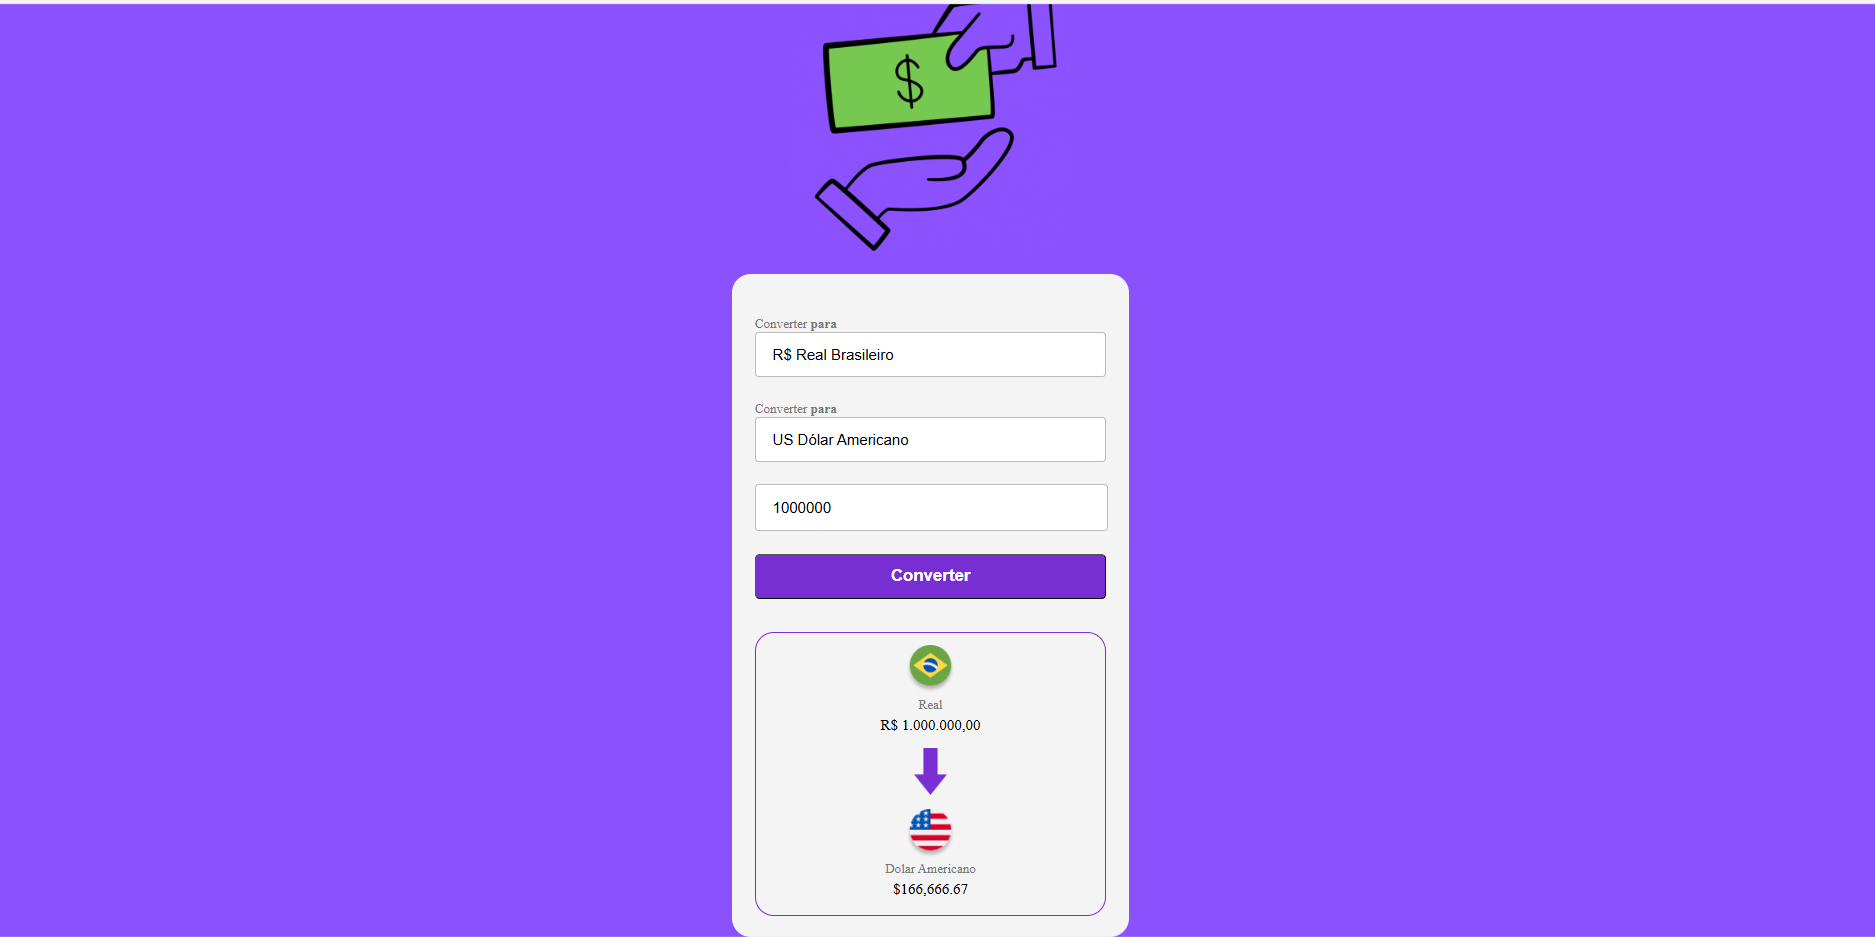 $
Converter para
R$ Real Brasileiro
Converter para
US Dólar Americano
1000000
Converter
Real
R$ 1.000.000,00
Dolar Americano
$166,666.67